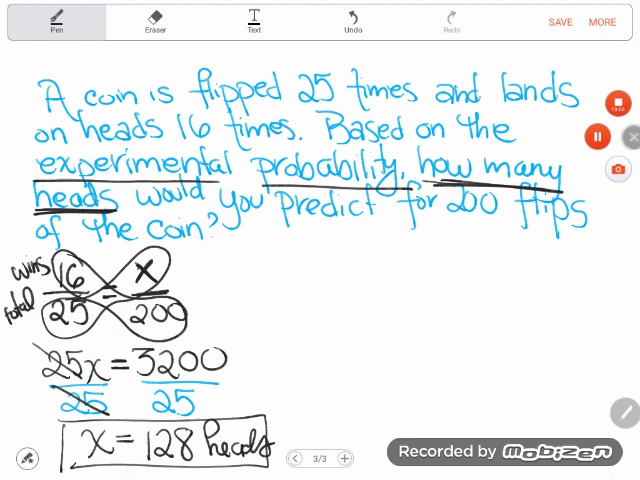 Pen Eraser Text Undo Redo SAVE MORE
A coin is flipped 25 times and lands
on heads 16 times. Based on the
experimental probability, how many
heads would you predict for 200 flips
of the coin?
wins 16 = x
total 25 200
25x = 3200
25 25
x = 128 heads
3/3
Recorded by mobizen